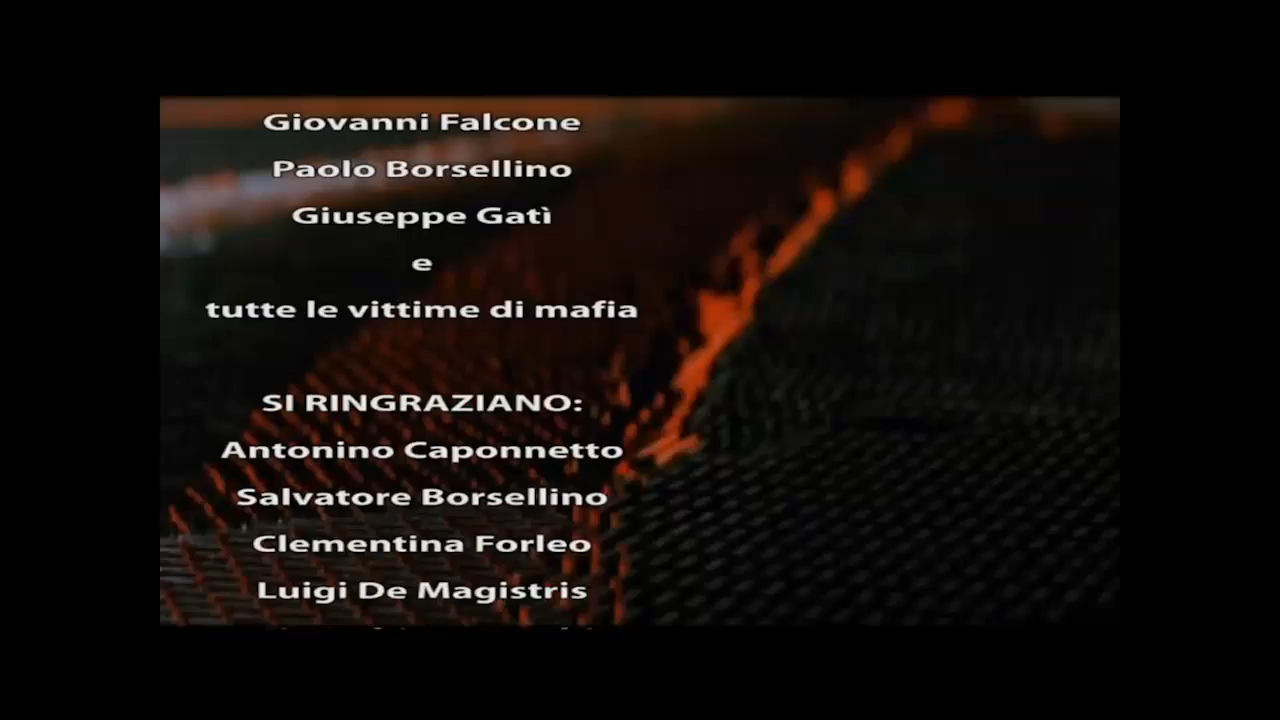 Giovanni Falcone
Paolo Borsellino
Giuseppe Gatì
e
tutte le vittime di mafia
SI RINGRAZIANO:
Antonino Caponnetto
Salvatore Borsellino
Clementina Forleo
Luigi De Magistris